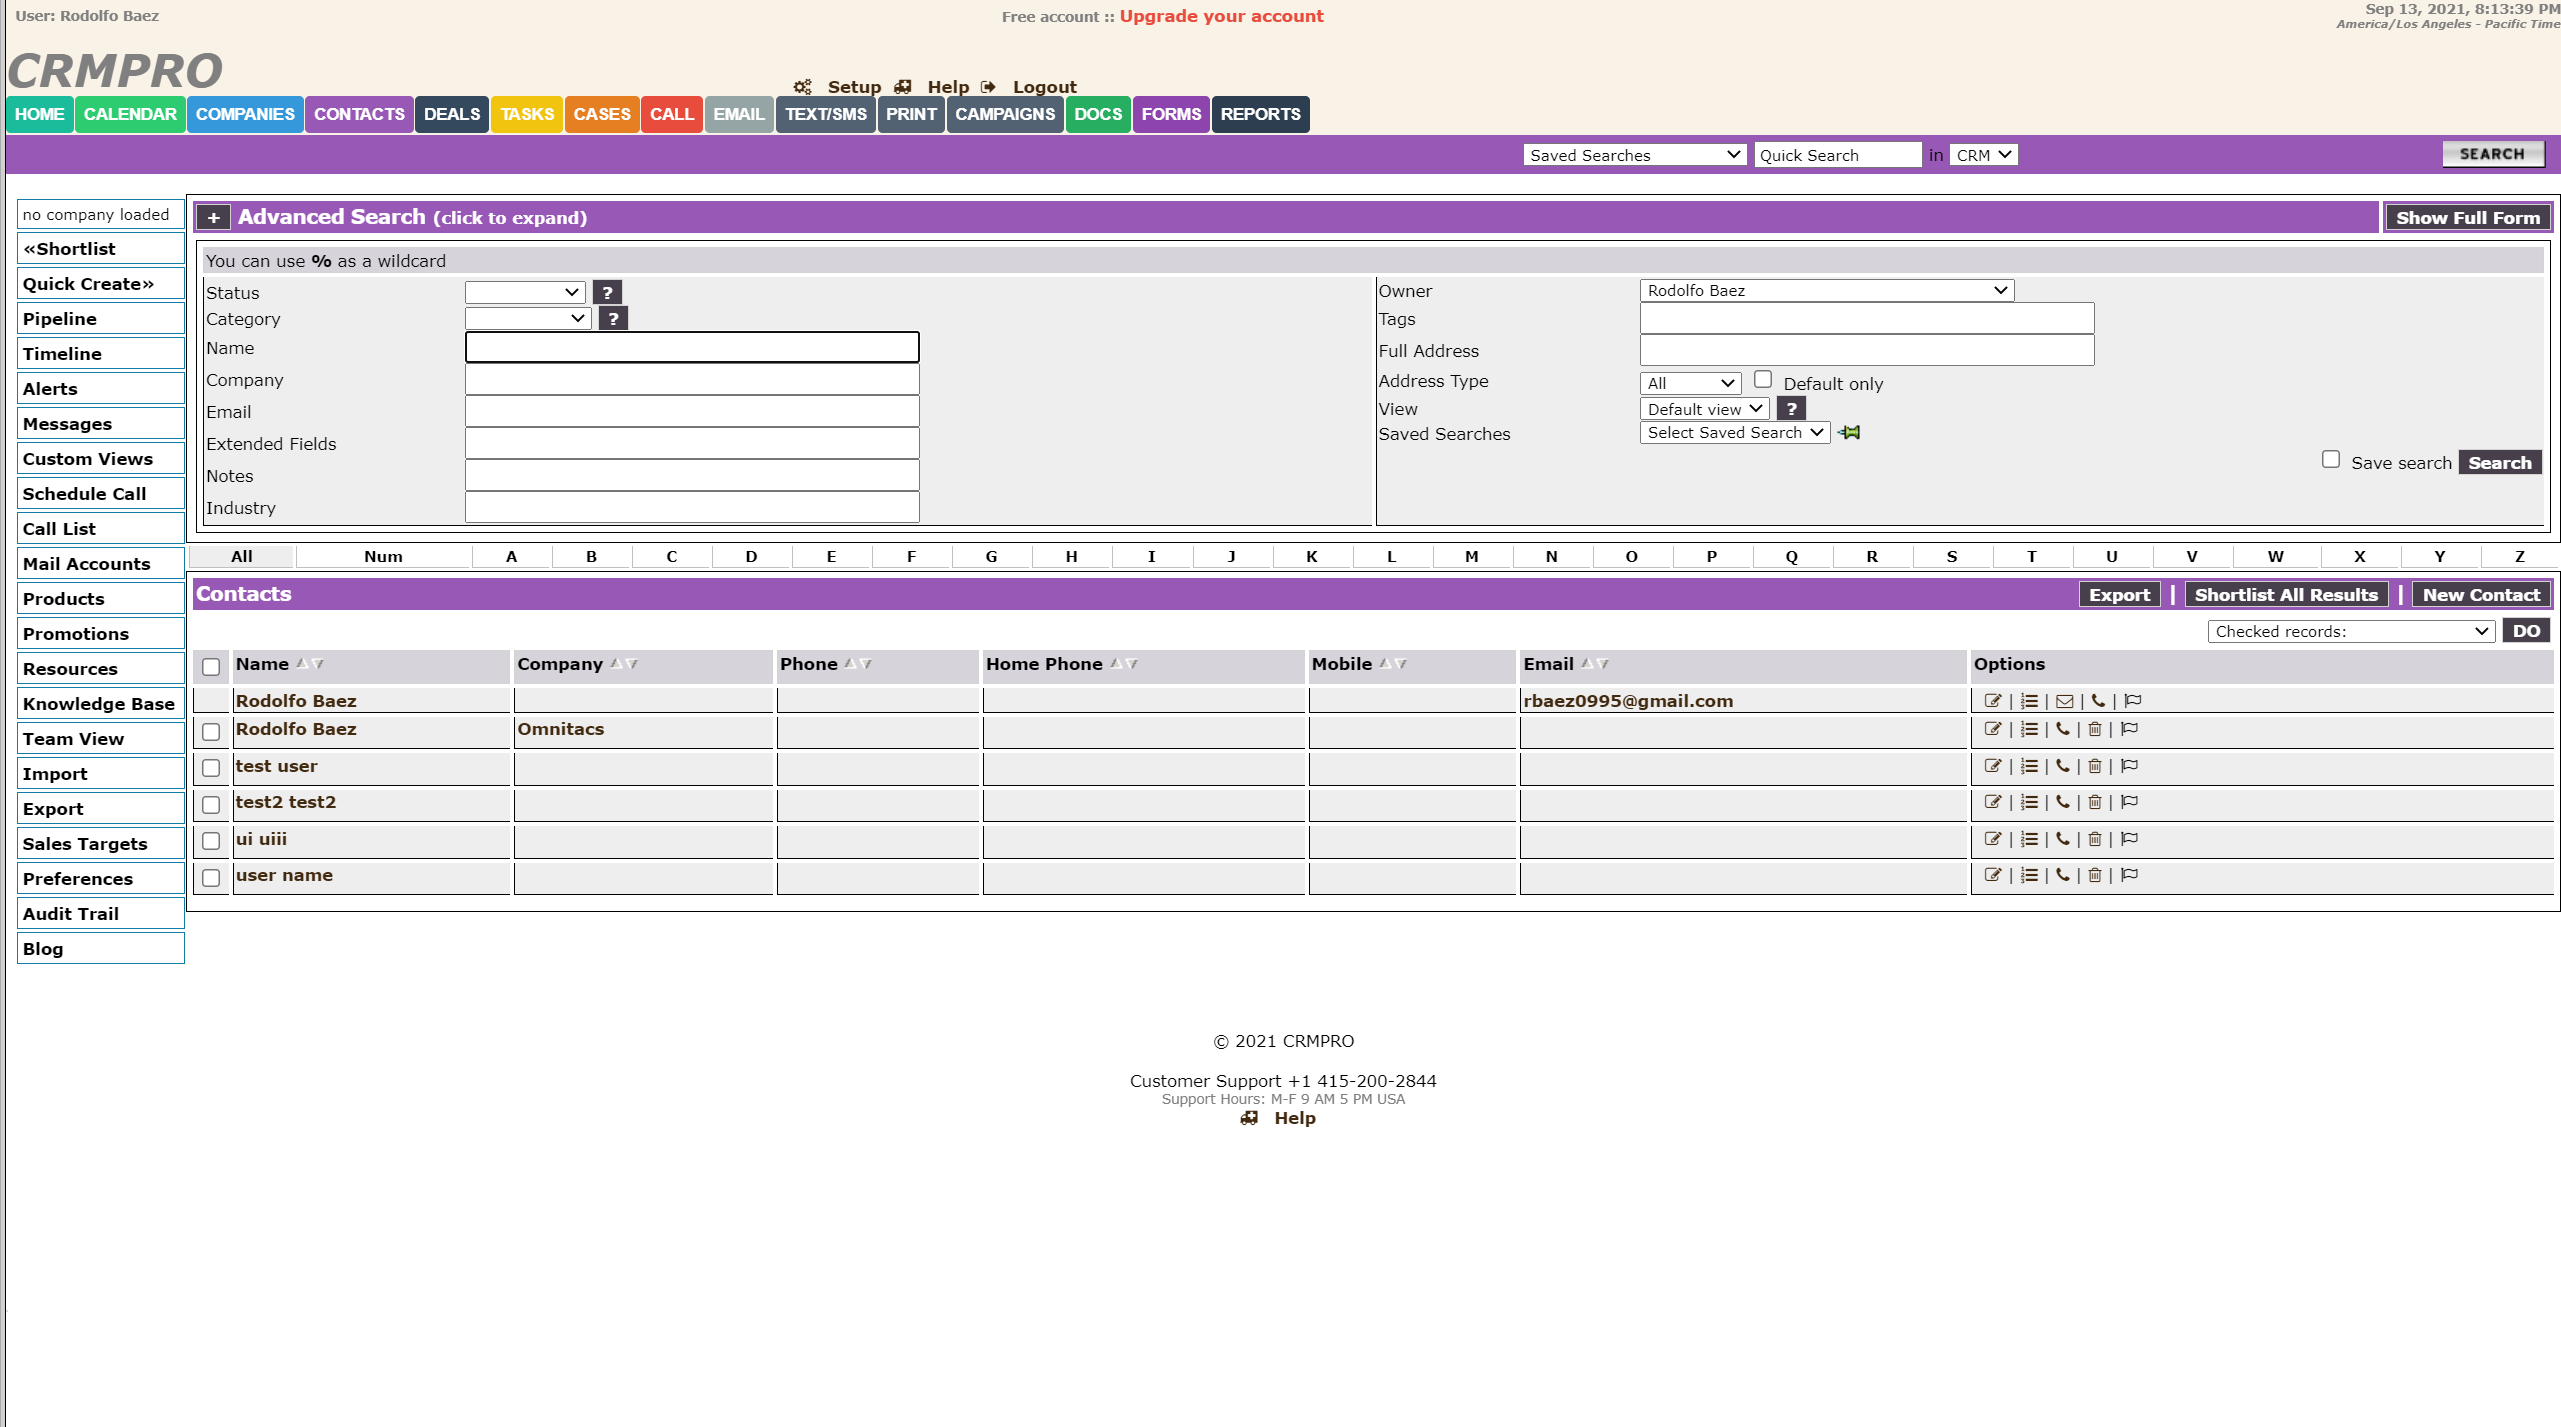 User: Rodolfo Baez
Free account :: Upgrade your account
Sep 13, 2021, 8:13:39 PM
America/Los Angeles - Pacific Time
CRMPRO
Setup Help Logout
HOME CALENDAR COMPANIES CONTACTS DEALS TASKS CASES CALL EMAIL TEXT/SMS PRINT CAMPAIGNS DOCS FORMS REPORTS
Saved Searches Quick Search in CRM SEARCH
no company loaded
«Shortlist
Quick Create»
Pipeline
Timeline
Alerts
Messages
Custom Views
Schedule Call
Call List
Mail Accounts
Products
Promotions
Resources
Knowledge Base
Team View
Import
Export
Sales Targets
Preferences
Audit Trail
Blog
+ Advanced Search (click to expand) Show Full Form
You can use % as a wildcard
Status ?
Category ?
Name
Company
Email
Extended Fields
Notes
Industry
Owner Rodolfo Baez
Tags
Full Address
Address Type All Default only
View Default view ?
Saved Searches Select Saved Search
Save search Search
All Num A B C D E F G H I J K L M N O P Q R S T U V W X Y Z
Contacts Export | Shortlist All Results | New Contact
Checked records: DO
Name Company Phone Home Phone Mobile Email Options
Rodolfo Baez rbaez0995@gmail.com | | | |
Rodolfo Baez Omnitacs | | | |
test user | | | |
test2 test2 | | | |
ui uiii | | | |
user name | | | |
© 2021 CRMPRO
Customer Support +1 415-200-2844
Support Hours: M-F 9 AM 5 PM USA
Help